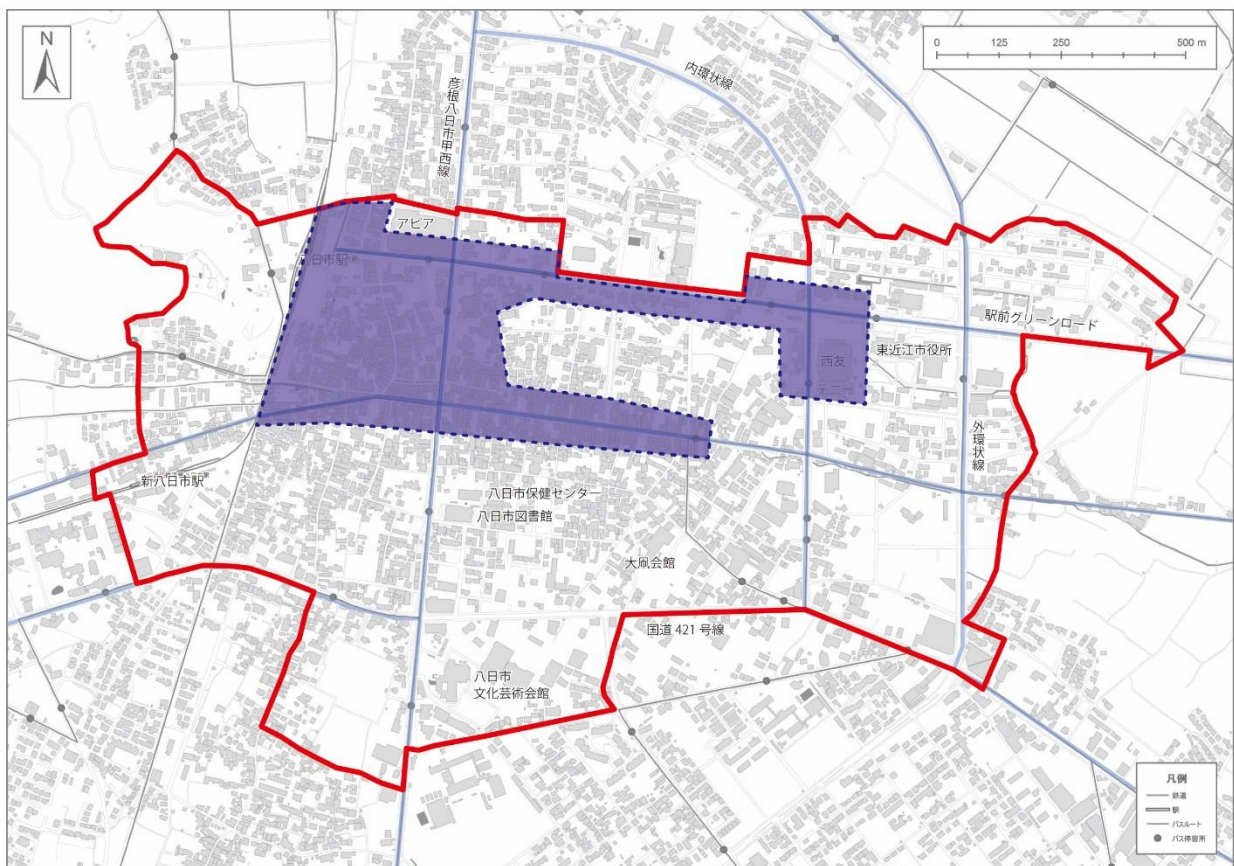 N
0 125 250 500 m
内環状線
彦根八日市甲西線
アピア
八日市駅
駅前グリーンロード
東近江市役所
西友
外環状線
新八日市駅
八日市保健センター
八日市図書館
大凧会館
国道 421 号線
八日市
文化芸術会館
凡例
鉄道
駅
バスルート
バス停留所